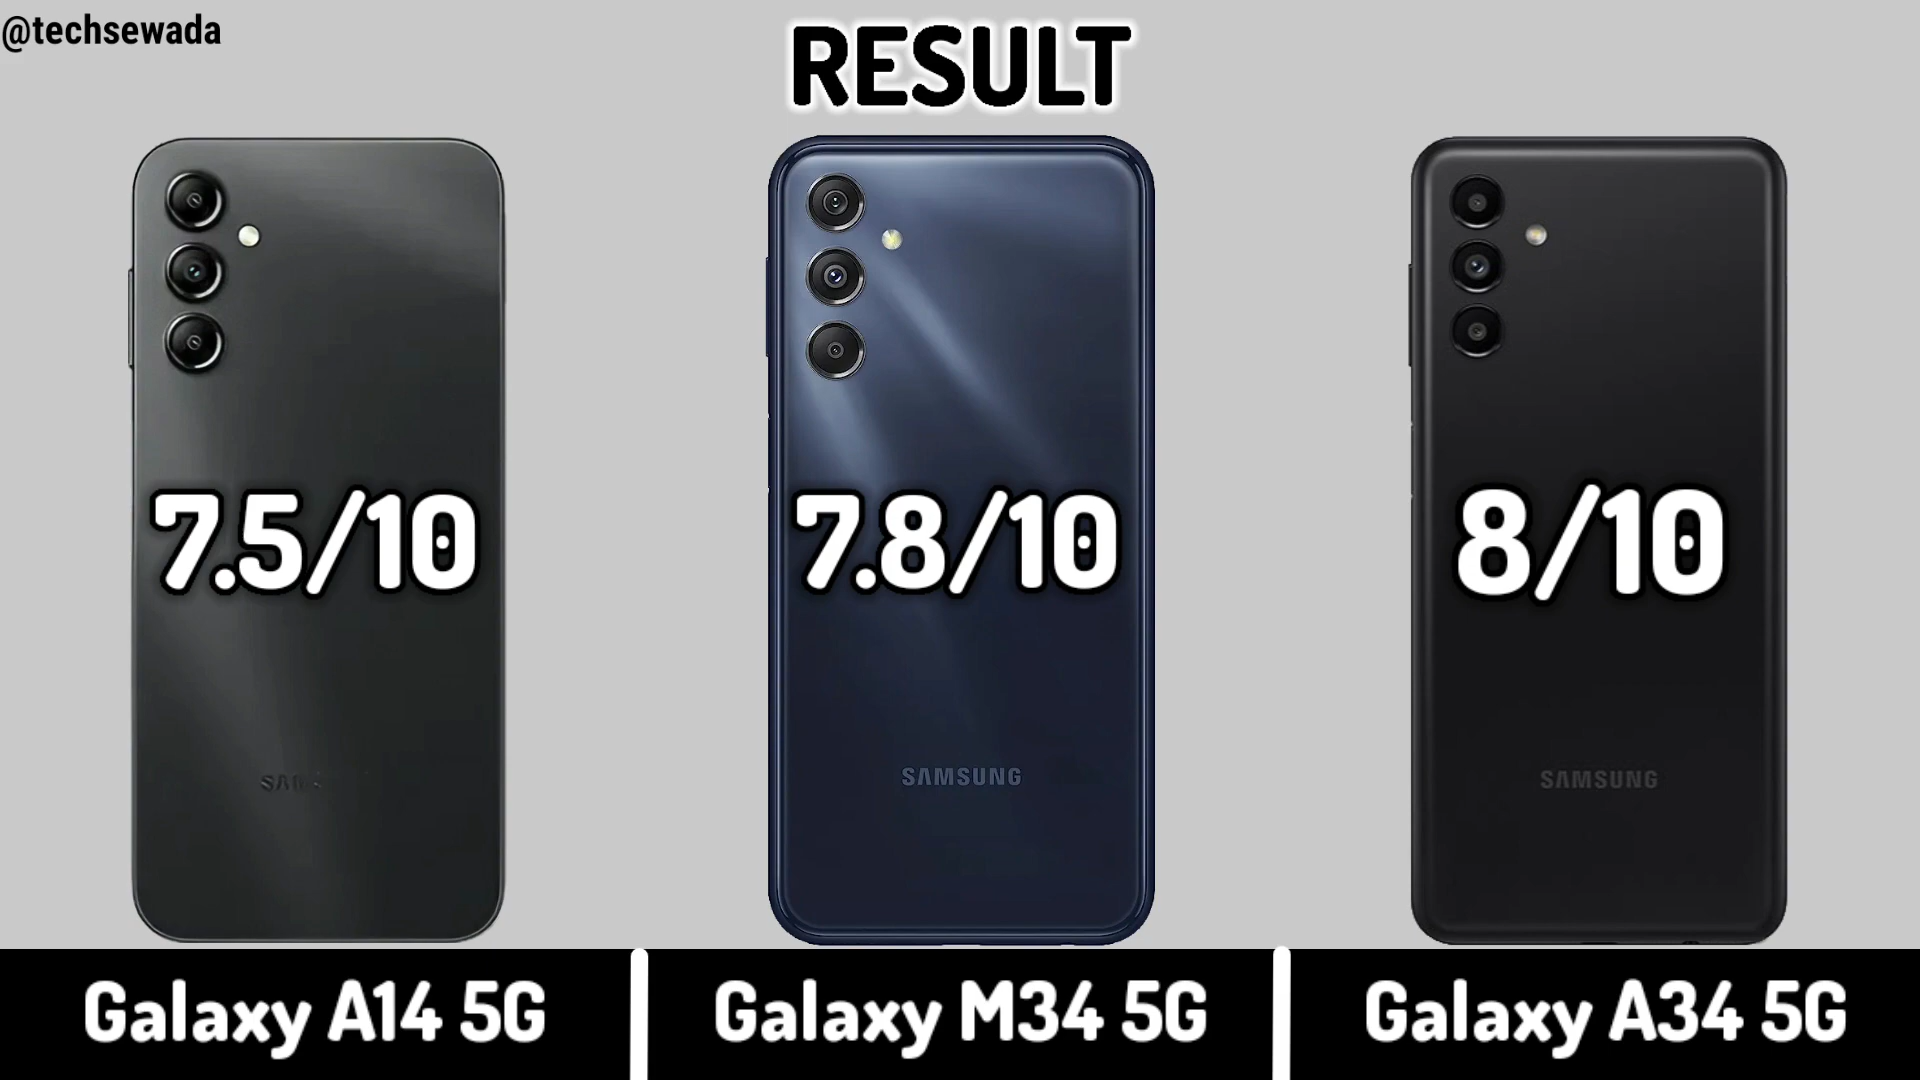 @techsewada
RESULT
7.5/10
7.8/10
8/10
SAMSUNG
SAMSUNG
Galaxy A14 5G
Galaxy M34 5G
Galaxy A34 5G